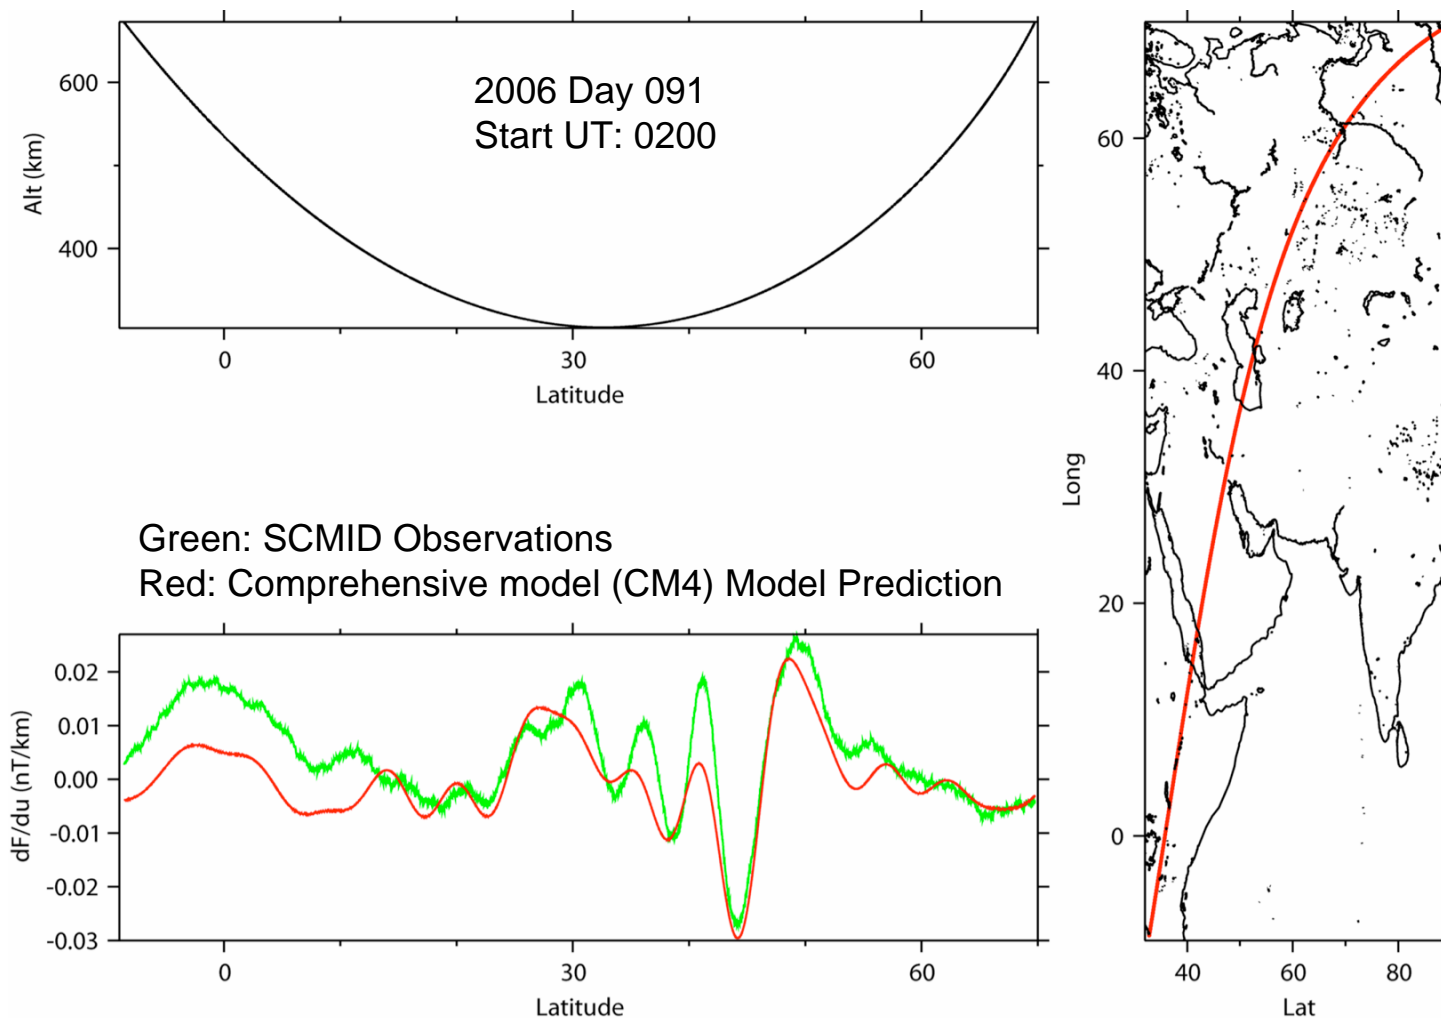 600
400
Alt (km)
2006 Day 091
Start UT: 0200
0
30
60
Latitude
Green: SCMID Observations
Red: Comprehensive model (CM4) Model Prediction
0.02
0.01
0.00
-0.01
-0.02
-0.03
dF/du (nT/km)
0
30
60
Latitude
60
40
20
0
Long
40
60
80
Lat